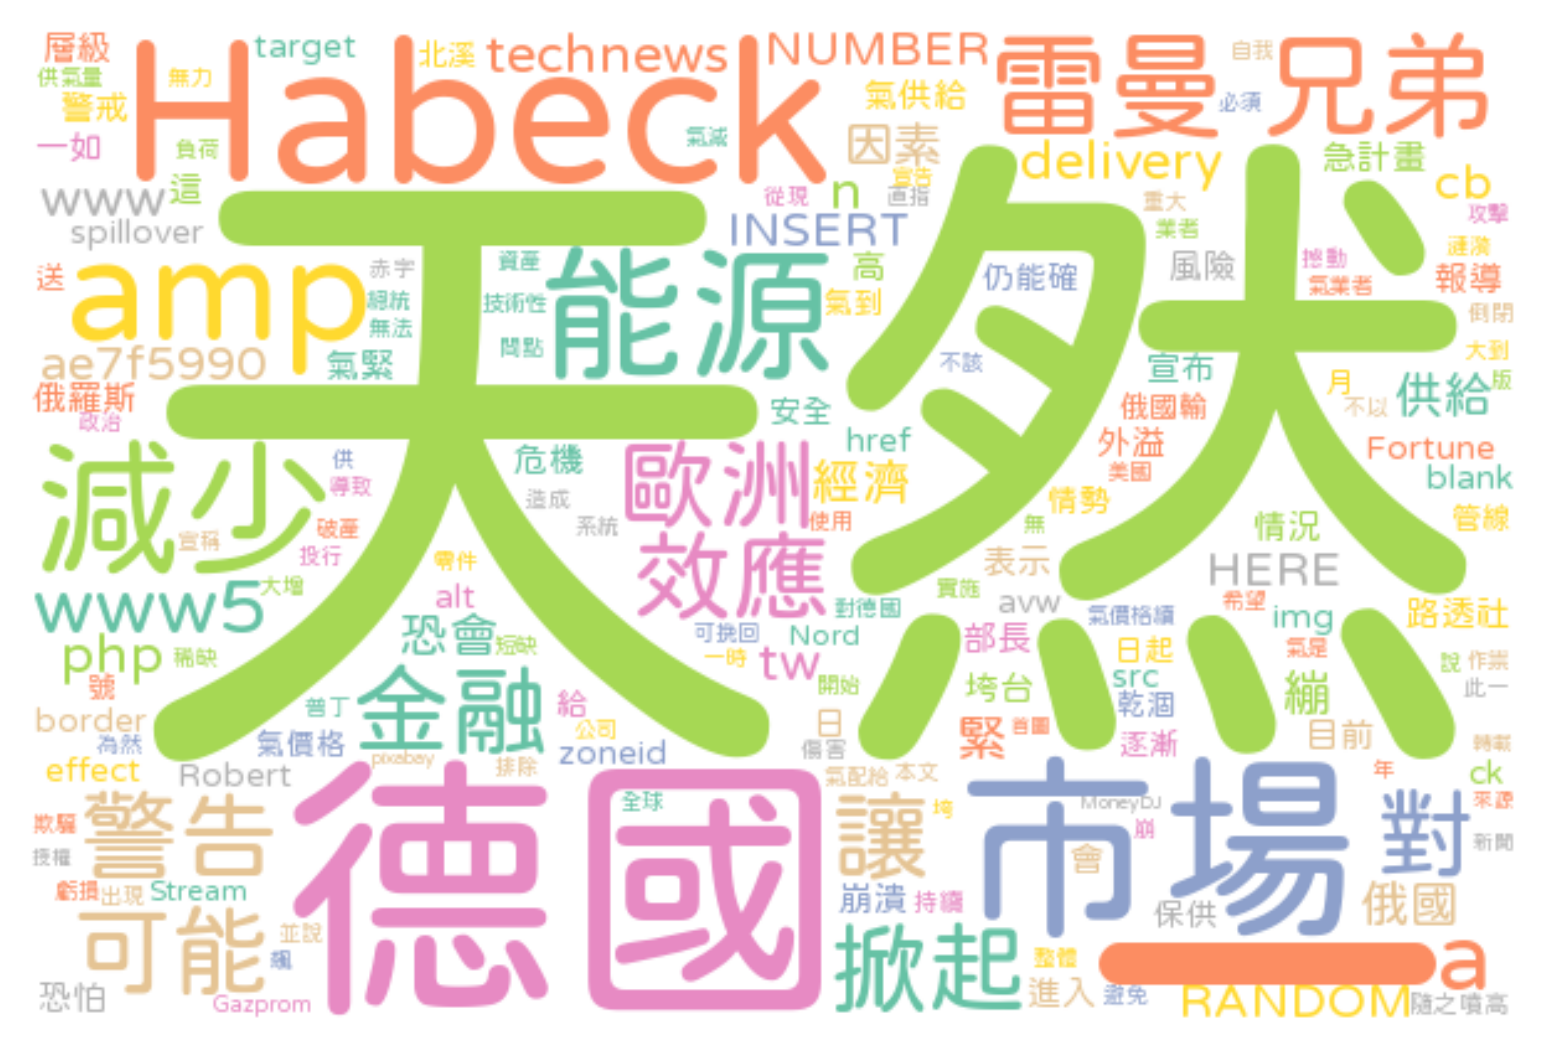 層級
target
北溪
technews
NUMBER
雷曼兄弟
自我
供氣量
無力
Habeck
氣供給
必須
警戒
氣減
因素
一如
負荷
宣告
delivery
急計畫
www
這
從現
n
直指
重大
cb
spillover
INSERT
業者
攻擊
天然
送
amp
赤字
資產
能源
高
仍能確
風險
撼動
漣漪
總統
技術性
氣到
氣業者
報導
無法
倒閉
ae7f5990
氣緊
問點
不該
宣布
大到
俄羅斯
安全
俄國輸
月
供給
版
政治
不以
減少
供
危機
歐洲
href
外溢
Fortune
導致
造成
經濟
美國
blank
宣稱
破產
系統
使用
情勢
投行
無
情況
管線
零件
效應
表示
HERE
www5
大增
alt
實施
avw
希望
對德國
氣價格續
img
路透社
php
稀缺
恐會
短缺
可挽回
Nord
部長
日起
氣是
一時
tw
src
說
作祟
號
金融
開始
垮台
繃
此一
border
普丁
給
日
乾涸
為然
氣價格
公司
緊
首圖
目前
zoneid
傷害
逐漸
轉載
effect
Robert
pixabay
排除
氣配給
本文
市場
年
ck
警告
德國
全球
讓
垮
MoneyDJ
對
來源
欺騙
崩
授權
會
新聞
虧損
出現
Stream
崩潰
持續
保供
俄國
可能
並說
掀起
整體
一
a
飆
恐怕
Gazprom
進入
避免
RANDOM
隨之噴高